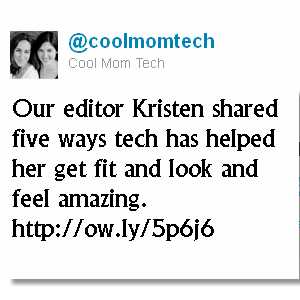 @coolmomtech
Cool Mom Tech
Our editor Kristen shared
five ways tech has helped
her get fit and look and
feel amazing.
http://ow.ly/5p6j6